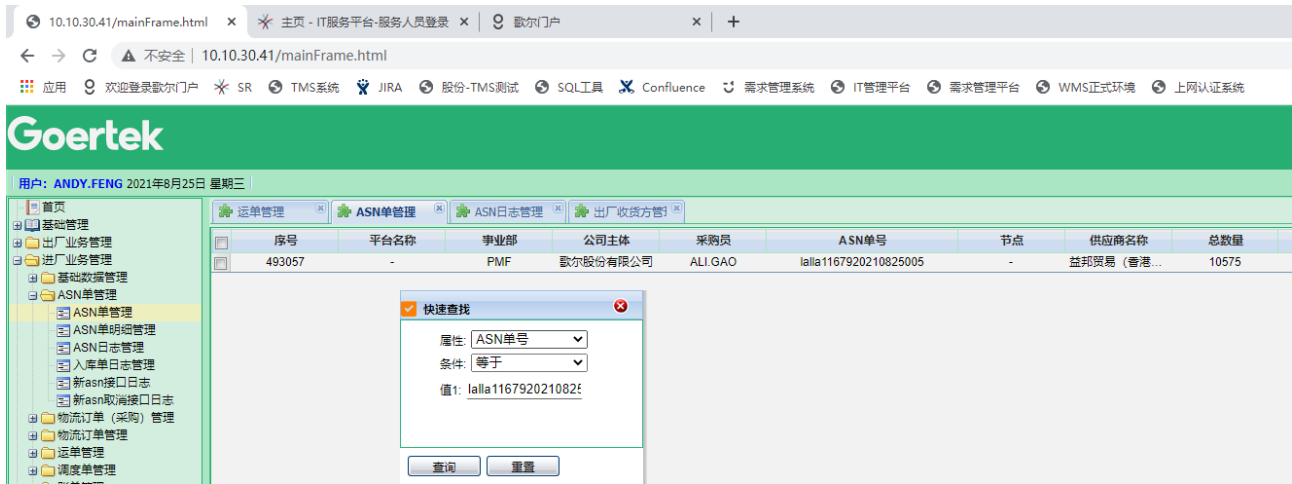 10.10.30.41/mainFrame.html × 主页 - IT服务平台-服务人员登录 × 歌尔门户 × +
不安全 | 10.10.30.41/mainFrame.html
应用 欢迎登录歌尔门户 SR TMS系统 JIRA 股份-TMS测试 SQL工具 Confluence 需求管理系统 IT管理平台 需求管理平台 WMS正式环境 上网认证系统
Goertek
用户: ANDY.FENG 2021年8月25日 星期三
首页
基础管理
出厂业务管理
进厂业务管理
基础数据管理
ASN单管理
ASN单管理
ASN单明细管理
ASN日志管理
入库单日志管理
新asn接口日志
新asn取消接口日志
物流订单（采购）管理
物流订单管理
运单管理
调度单管理
运单管理 ASN单管理 ASN日志管理 出厂收货方管理
序号 平台名称 事业部 公司主体 采购员 ASN单号 节点 供应商名称 总数量
493057 - PMF 歌尔股份有限公司 ALI.GAO lalla1167920210825005 - 益邦贸易（香港... 10575
快速查找
属性: ASN单号
条件: 等于
值1: lalla116792021082
查询 重置